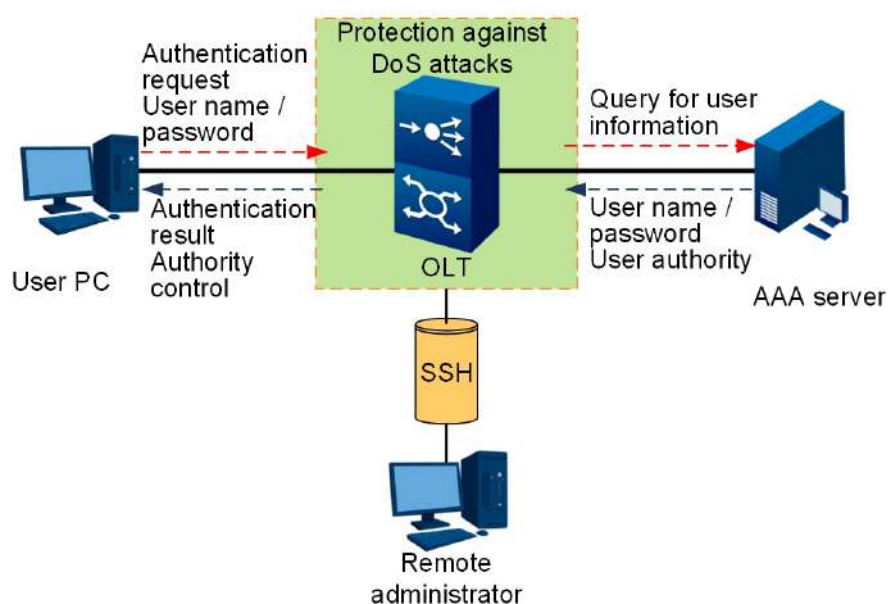 Protection against
DoS attacks
Authentication
request
User name /
password
Query for user
information
Authentication
result
Authority
control
OLT
User name /
password
User authority
User PC
AAA server
SSH
Remote
administrator